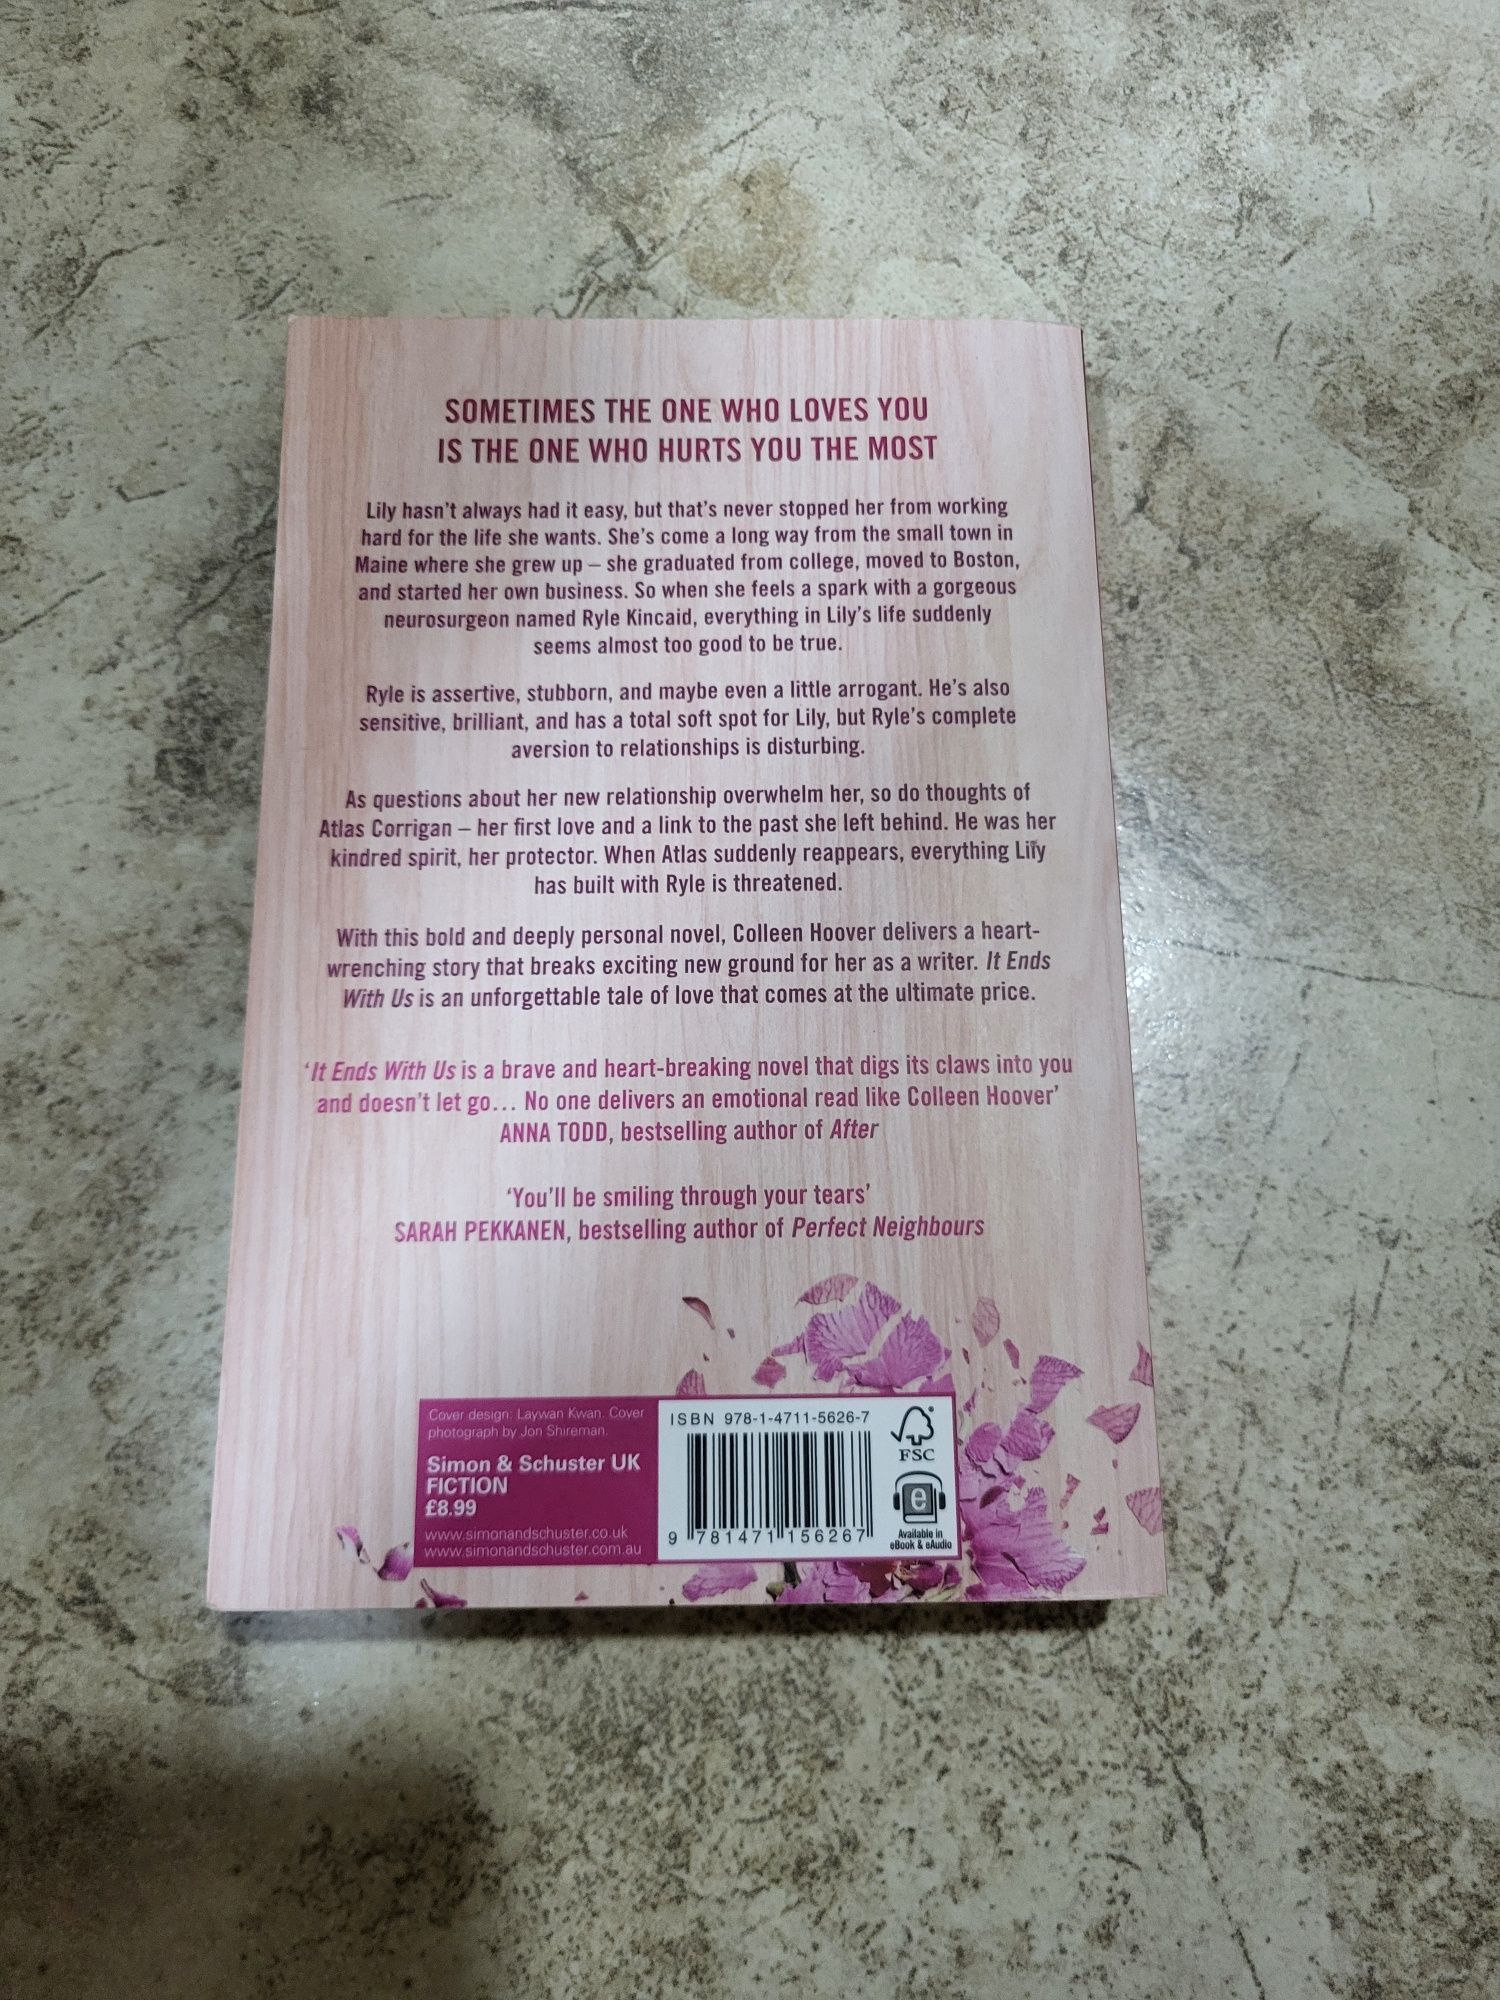 SOMETIMES THE ONE WHO LOVES YOU
IS THE ONE WHO HURTS YOU THE MOST
Lily hasn't always had it easy, but that's never stopped her from working
hard for the life she wants. She's come a long way from the small town in
Maine where she grew up – she graduated from college, moved to Boston,
and started her own business. So when she feels a spark with a gorgeous
neurosurgeon named Ryle Kincaid, everything in Lily's life suddenly
seems almost too good to be true.
Ryle is assertive, stubborn, and maybe even a little arrogant. He's also
sensitive, brilliant, and has a total soft spot for Lily, but Ryle's complete
aversion to relationships is disturbing.
As questions about her new relationship overwhelm her, so do thoughts of
Atlas Corrigan – her first love and a link to the past she left behind. He was her
kindred spirit, her protector. When Atlas suddenly reappears, everything Lily
has built with Ryle is threatened.
With this bold and deeply personal novel, Colleen Hoover delivers a heart-
wrenching story that breaks exciting new ground for her as a writer. It Ends
With Us is an unforgettable tale of love that comes at the ultimate price.
'It Ends With Us is a brave and heart-breaking novel that digs its claws into you
and doesn't let go... No one delivers an emotional read like Colleen Hoover'
ANNA TODD, bestselling author of After
'You'll be smiling through your tears'
SARAH PEKKANEN, bestselling author of Perfect Neighbours
Cover design: Laywan Kwan. Cover
photograph by Jon Shireman.
Simon & Schuster UK
FICTION
£8.99
www.simonandschuster.co.uk
www.simonandschuster.com.au
ISBN 978-1-4711-5626-7
9 781471 156267
FSC
e
Available in
eBook & eAudio